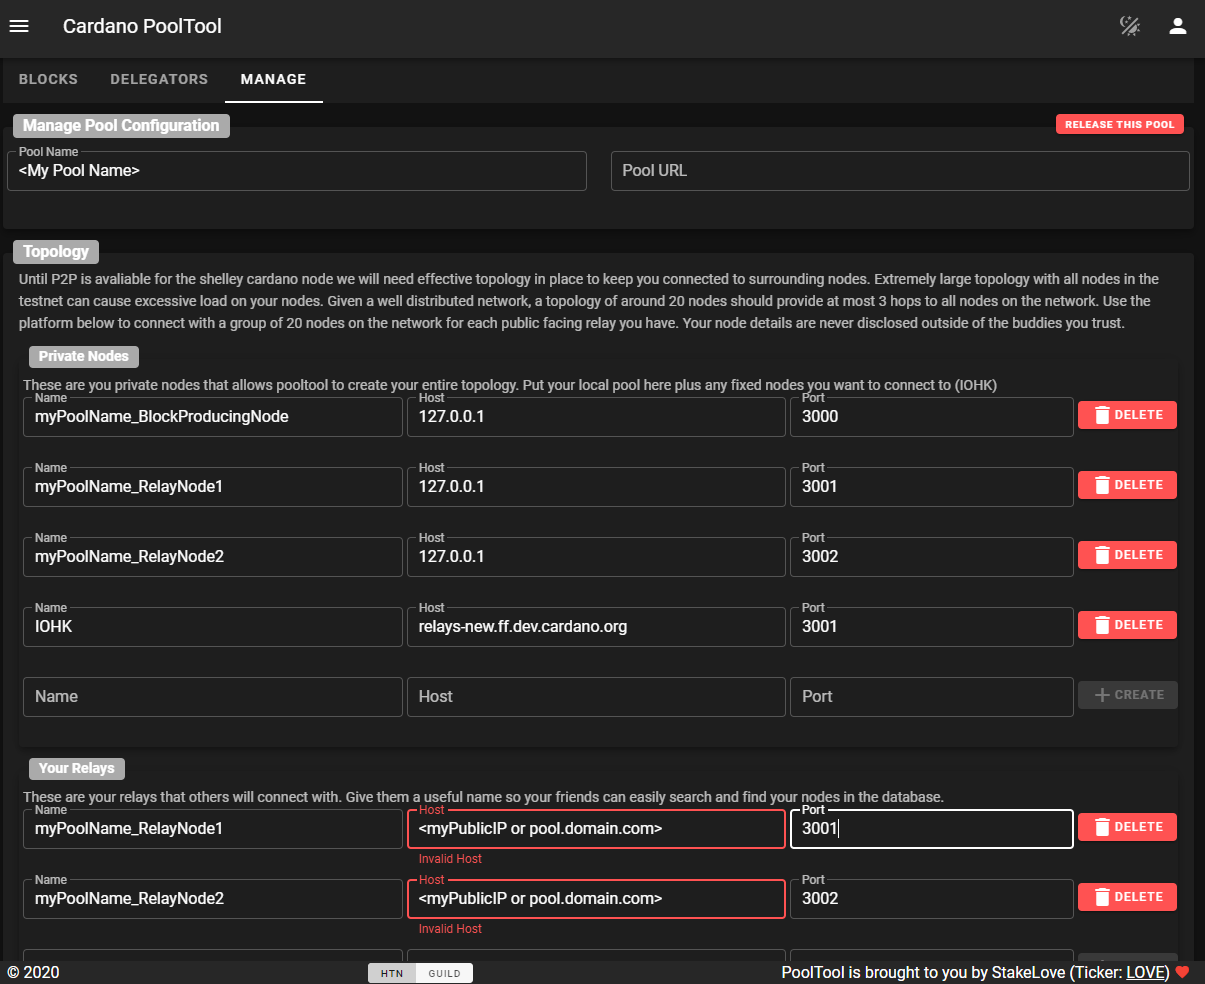 Cardano PoolTool
BLOCKS DELEGATORS MANAGE
Manage Pool Configuration
RELEASE THIS POOL
Pool Name
<My Pool Name>
Pool URL
Topology
Until P2P is avaliable for the shelley cardano node we will need effective topology in place to keep you connected to surrounding nodes. Extremely large topology with all nodes in the
testnet can cause excessive load on your nodes. Given a well distributed network, a topology of around 20 nodes should provide at most 3 hops to all nodes on the network. Use the
platform below to connect with a group of 20 nodes on the network for each public facing relay you have. Your node details are never disclosed outside of the buddies you trust.
Private Nodes
These are you private nodes that allows pooltool to create your entire topology. Put your local pool here plus any fixed nodes you want to connect to (IOHK)
Name Host Port
myPoolName_BlockProducingNode 127.0.0.1 3000 DELETE
Name Host Port
myPoolName_RelayNode1 127.0.0.1 3001 DELETE
Name Host Port
myPoolName_RelayNode2 127.0.0.1 3002 DELETE
Name Host Port
IOHK relays-new.ff.dev.cardano.org 3001 DELETE
Name Host Port CREATE
Your Relays
These are your relays that others will connect with. Give them a useful name so your friends can easily search and find your nodes in the database.
Name Host Port
myPoolName_RelayNode1 <myPublicIP or pool.domain.com> 3001 DELETE
Invalid Host
Name Host Port
myPoolName_RelayNode2 <myPublicIP or pool.domain.com> 3002 DELETE
Invalid Host
© 2020 HTN GUILD PoolTool is brought to you by StakeLove (Ticker: LOVE)